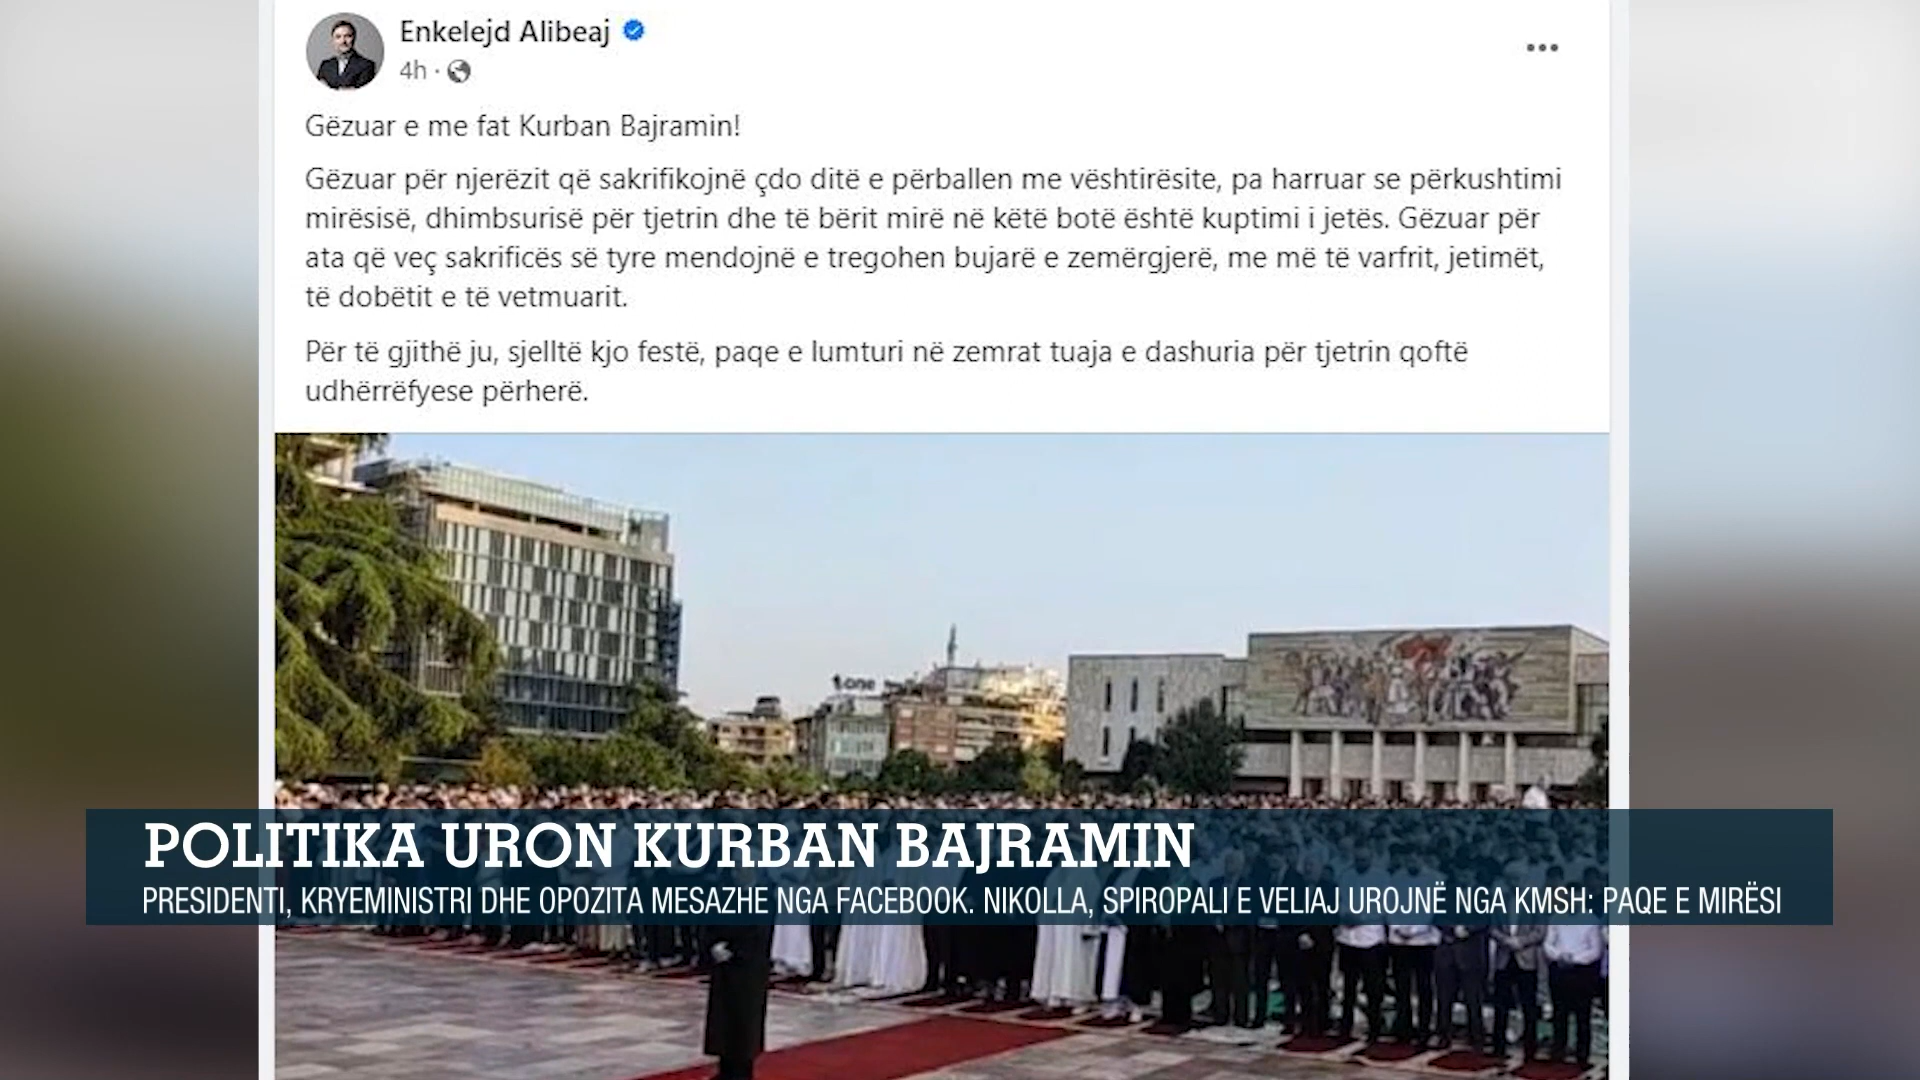 Enkelejd Alibeaj
4h ·
Gëzuar e me fat Kurban Bajramin!
Gëzuar për njerëzit që sakrifikojnë çdo ditë e përballen me vështirësite, pa harruar se përkushtimi
mirësisë, dhimbsurisë për tjetrin dhe të bërit mirë në këtë botë është kuptimi i jetës. Gëzuar për
ata që veç sakrificës së tyre mendojnë e tregohen bujarë e zemërgjerë, me më të varfrit, jetimët,
të dobëtit e të vetmuarit.
Për të gjithë ju, sjelltë kjo festë, paqe e lumturi në zemrat tuaja e dashuria për tjetrin qoftë
udhërrëfyese përherë.
one
POLITIKA URON KURBAN BAJRAMIN
PRESIDENTI, KRYEMINISTRI DHE OPOZITA MESAZHE NGA FACEBOOK. NIKOLLA, SPIROPALI E VELIAJ UROJNË NGA KMSH: PAQE E MIRËSI